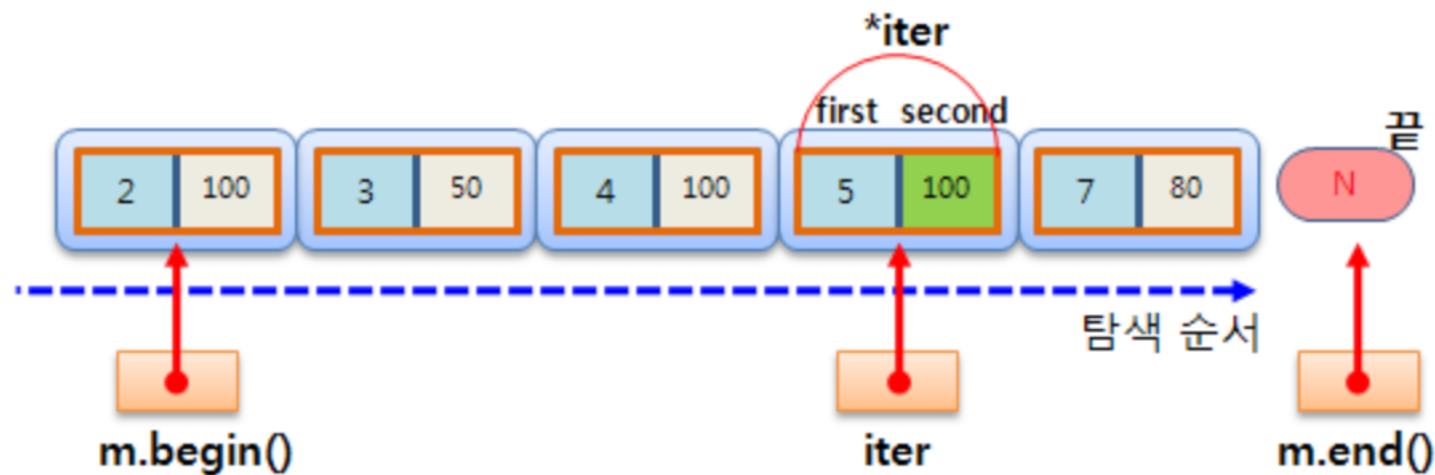 *iter
first second
끝
2 100 3 50 4 100 5 100 7 80 N
탐색 순서
m.begin() iter m.end()